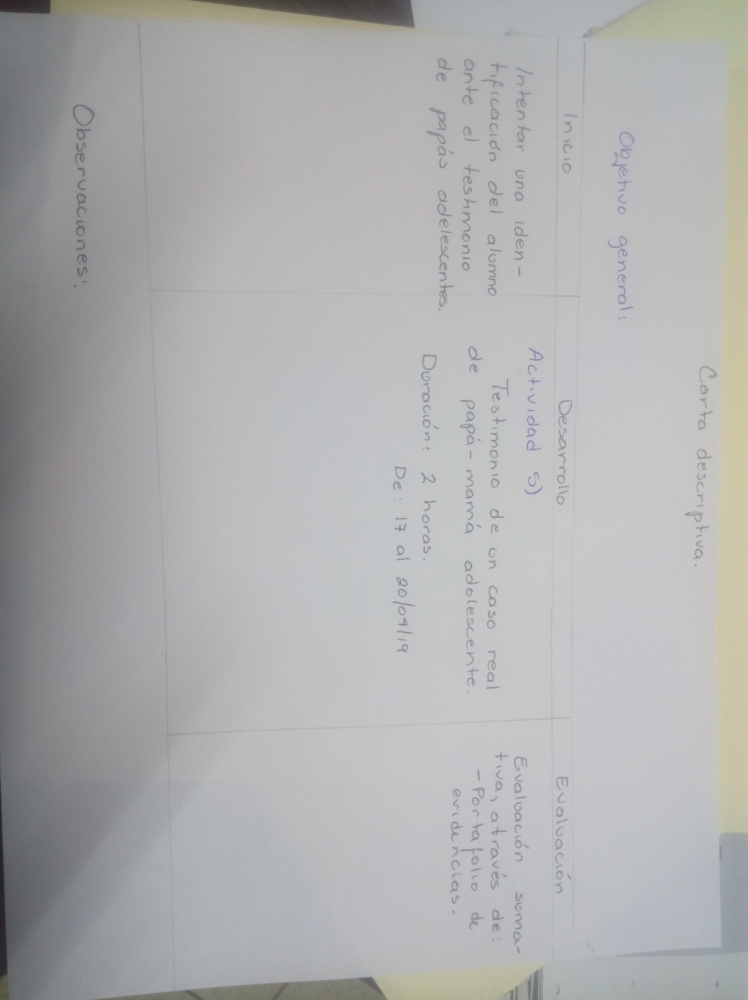 Carta descriptiva.
Objetivo general:
Inicio
Intentar una iden-
tificación del alumno
ante el testimonio
de papás adelescentes.
Desarrollo
Actividad 5)
Testimonio de un caso real
de papá-mamá adolescente.
Duración: 2 horas.
De: 17 al 20/04/19
Evaluación
Evaluación suma-
tiva, através de:
- Portafolio de
evidencias.
Observaciones: